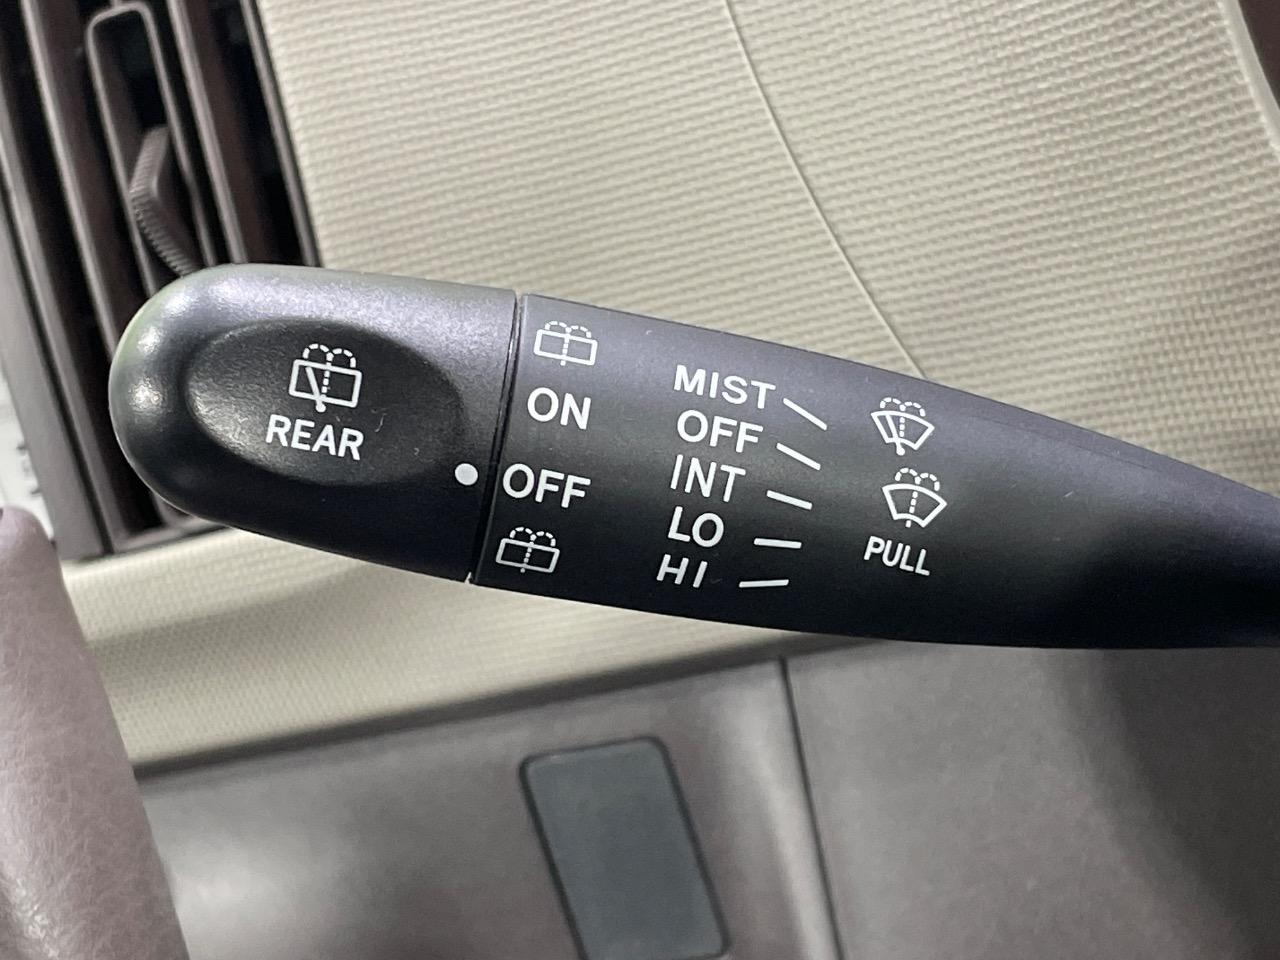 REAR
ON
OFF
MIST
OFF
INT
LO
HI
PULL